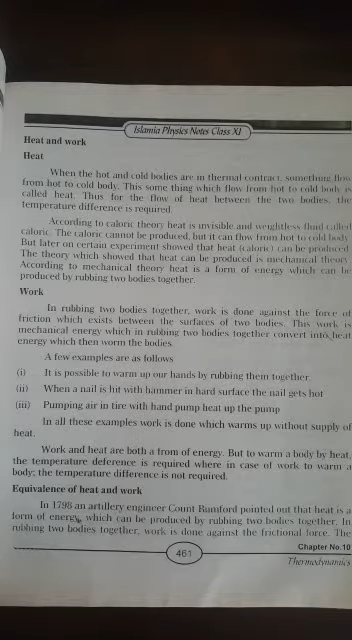 Islamia Physics Notes Class XI
Heat and work
Heat
When the hot and cold bodies are in thermal contract, something flow
from hot to cold body. This some thing which flow from hot to cold body is
called heat. Thus for the flow of heat between the two bodies, the
temperature difference is required.
According to caloric theory heat is invisible and weightless fluid called
caloric. The caloric cannot be produced, but it can flow from hot to cold body.
But later on certain experiment showed that heat (caloric) can be produced.
The theory which showed that heat can be produced is mechanical theory.
According to mechanical theory heat is a form of energy which can be
produced by rubbing two bodies together.
Work
In rubbing two bodies together, work is done against the force of
friction which exists between the surfaces of two bodies. This work is
mechanical energy which in rubbing two bodies together convert into heat
energy which then worm the bodies.
A few examples are as follows
(i) It is possible to warm up our hands by rubbing them together.
(ii) When a nail is hit with hammer in hard surface the nail gets hot
(iii) Pumping air in tire with hand pump heat up the pump
In all these examples work is done which warms up without supply of
heat.
Work and heat are both a from of energy. But to warm a body by heat,
the temperature deference is required where in case of work to warm a
body; the temperature difference is not required.
Equivalence of heat and work
In 1798 an artillery engineer Count Rumford pointed out that heat is a
form of energy, which can be produced by rubbing two bodies together. In
rubbing two bodies together, work is done against the frictional force. The
461
Chapter No.10
Thermodynamics